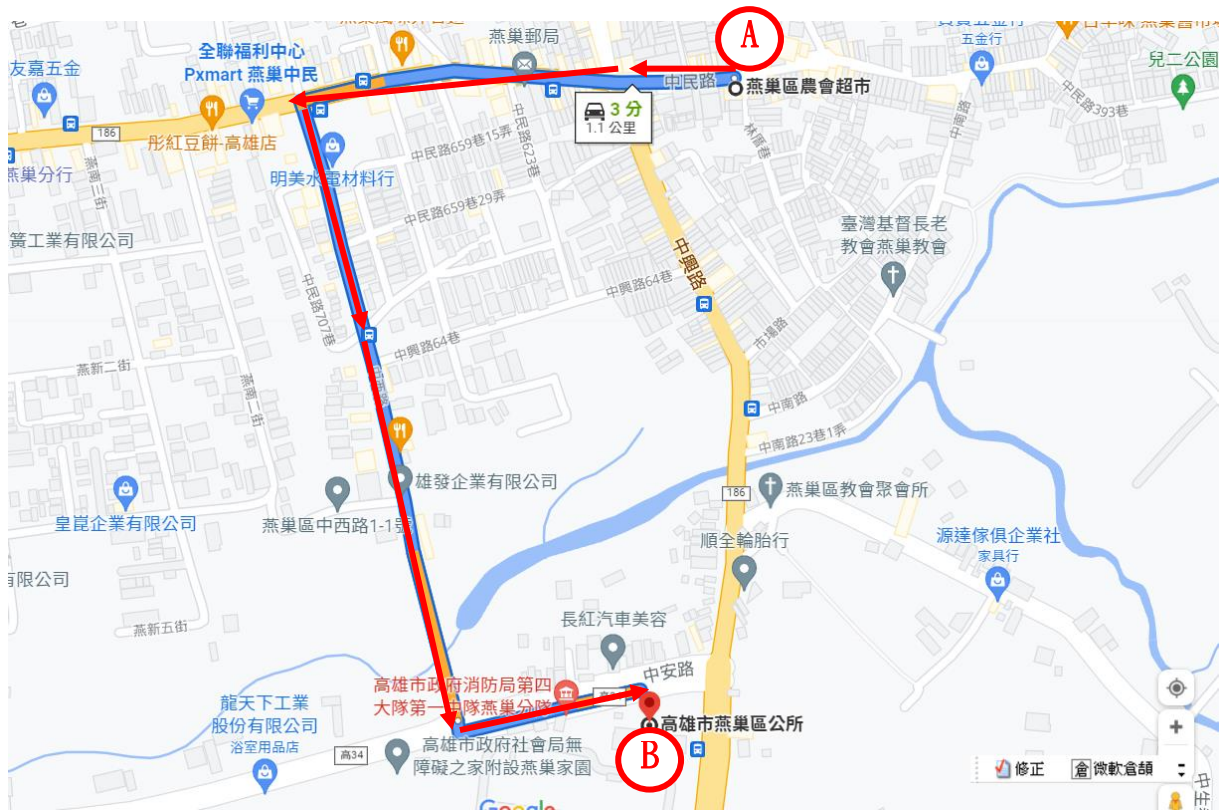 A
燕巢郵局
五金行
全聯福利中心
Pxmart 燕巢中民
友嘉五金
兒二公園
中民路
燕巢區農會超市
3 分
1.1 公里
186
彤紅豆餅-高雄店
中民路659巷15弄
中民路623巷
林厝巷
中南路
中民路393巷
燕巢分行
燕南三街
明美水電材料行
中民路659巷29弄
簧工業有限公司
臺灣基督長老
教會燕巢教會
中興路
中興路64巷
中民路707巷
市場路
中興路64巷
燕新二街
燕南二街
中南路
中南路23巷1弄
雄發企業有限公司
186
燕巢區教會聚會所
皇崑企業有限公司
燕巢區中西路1-1號
順全輪胎行
源達傢俱企業社
家具行
有限公司
燕新五街
長紅汽車美容
中安路
高雄市政府消防局第四
大隊第一中隊燕巢分隊
龍天下工業
股份有限公司
浴室用品店
高雄市燕巢區公所
高34
高雄市政府社會局無
障礙之家附設燕巢家園
B
修正
倉 微軟倉頡
Google